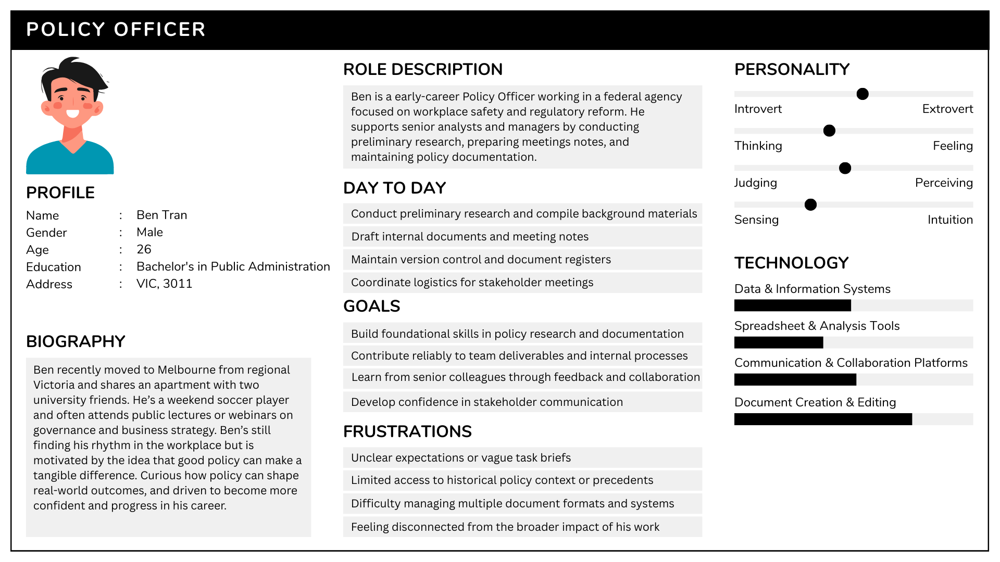 POLICY OFFICER
PROFILE
Name : Ben Tran
Gender : Male
Age : 26
Education : Bachelor's in Public Administration
Address : VIC, 3011
BIOGRAPHY
Ben recently moved to Melbourne from regional
Victoria and shares an apartment with two
university friends. He’s a weekend soccer player
and often attends public lectures or webinars on
governance and business strategy. Ben’s still
finding his rhythm in the workplace but is
motivated by the idea that good policy can make a
tangible difference. Curious how policy can shape
real-world outcomes, and driven to become more
confident and progress in his career.
ROLE DESCRIPTION
Ben is a early-career Policy Officer working in a federal agency
focused on workplace safety and regulatory reform. He
supports senior analysts and managers by conducting
preliminary research, preparing meetings notes, and
maintaining policy documentation.
DAY TO DAY
Conduct preliminary research and compile background materials
Draft internal documents and meeting notes
Maintain version control and document registers
Coordinate logistics for stakeholder meetings
GOALS
Build foundational skills in policy research and documentation
Contribute reliably to team deliverables and internal processes
Learn from senior colleagues through feedback and collaboration
Develop confidence in stakeholder communication
FRUSTRATIONS
Unclear expectations or vague task briefs
Limited access to historical policy context or precedents
Difficulty managing multiple document formats and systems
Feeling disconnected from the broader impact of his work
PERSONALITY
Introvert Extrovert
Thinking Feeling
Judging Perceiving
Sensing Intuition
TECHNOLOGY
Data & Information Systems
Spreadsheet & Analysis Tools
Communication & Collaboration Platforms
Document Creation & Editing